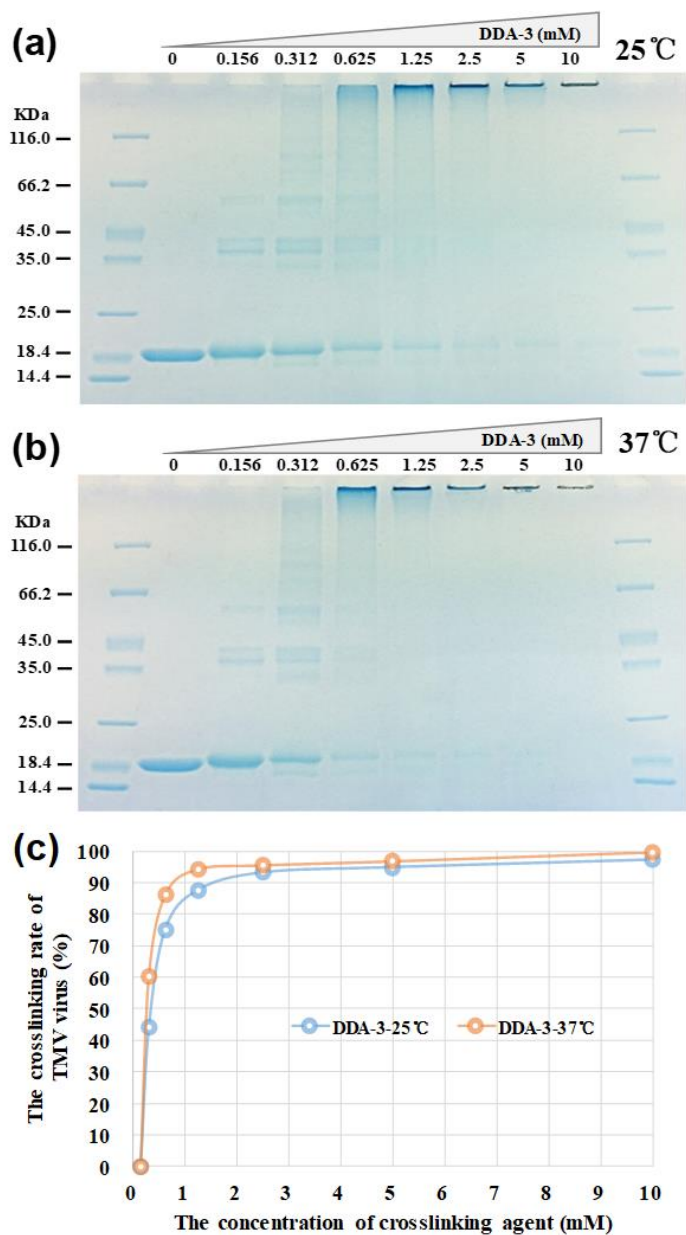 (a)
DDA-3 (mM)
25℃
0 0.156 0.312 0.625 1.25 2.5 5 10
KDa
116.0
66.2
45.0
35.0
25.0
18.4
14.4
(b)
DDA-3 (mM)
37℃
0 0.156 0.312 0.625 1.25 2.5 5 10
KDa
116.0
66.2
45.0
35.0
25.0
18.4
14.4
(c)
The crosslinking rate of
TMV virus (%)
100
90
80
70
60
50
40
30
20
10
0
DDA-3-25℃ DDA-3-37℃
0 1 2 3 4 5 6 7 8 9 10
The concentration of crosslinking agent (mM)